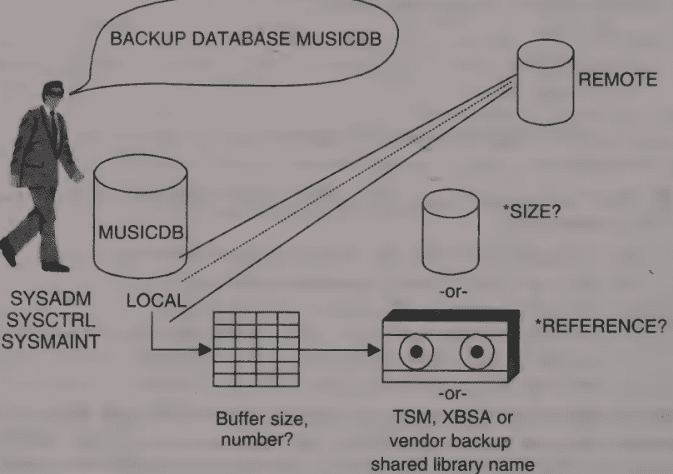 BACKUP DATABASE MUSICDB
REMOTE
MUSICDB
*SIZE?
SYSADM
SYSCTRL
SYSMAINT
LOCAL
-or-
*REFERENCE?
Buffer size,
number?
-or-
TSM, XBSA or
vendor backup
shared library name